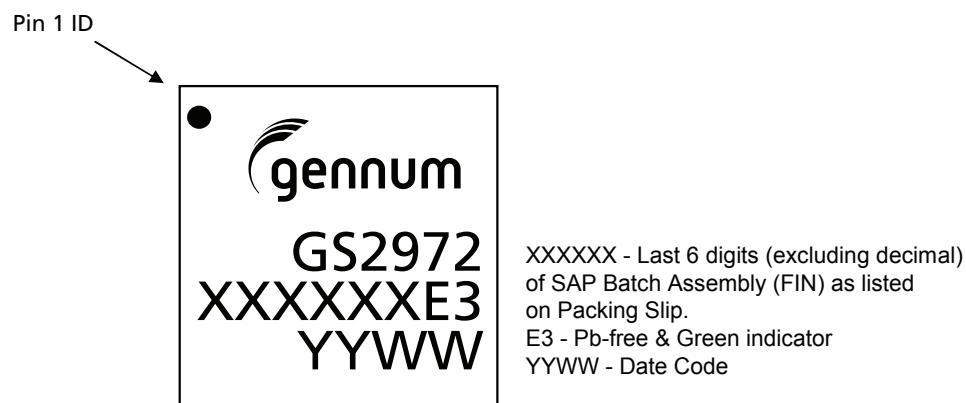 Pin 1 ID
gennum
GS2972
XXXXXXE3
YYWW
XXXXXX - Last 6 digits (excluding decimal)
of SAP Batch Assembly (FIN) as listed
on Packing Slip.
E3 - Pb-free & Green indicator
YYWW - Date Code